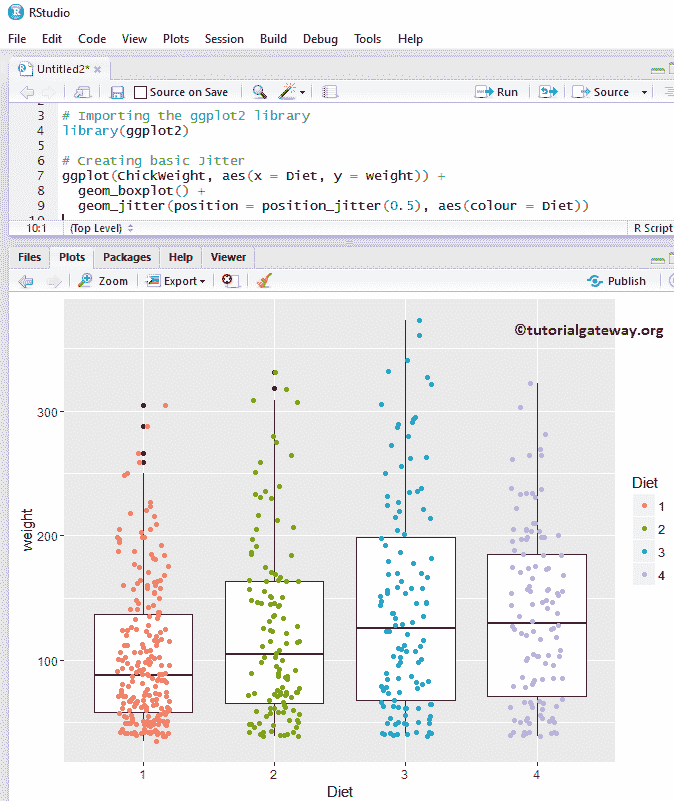 RStudio
File Edit Code View Plots Session Build Debug Tools Help
Untitled2*
Source on Save Run Source
3 # Importing the ggplot2 library
4 library(ggplot2)
5
6 # Creating basic Jitter
7 ggplot(ChickWeight, aes(x = Diet, y = weight)) +
8 geom_boxplot() +
9 geom_jitter(position = position_jitter(0.5), aes(colour = Diet))
10:1 (Top Level) R Script
Files Plots Packages Help Viewer
Zoom Export Publish
©tutorialgateway.org
300
200
100
weight
1 2 3 4
Diet
Diet
1
2
3
4